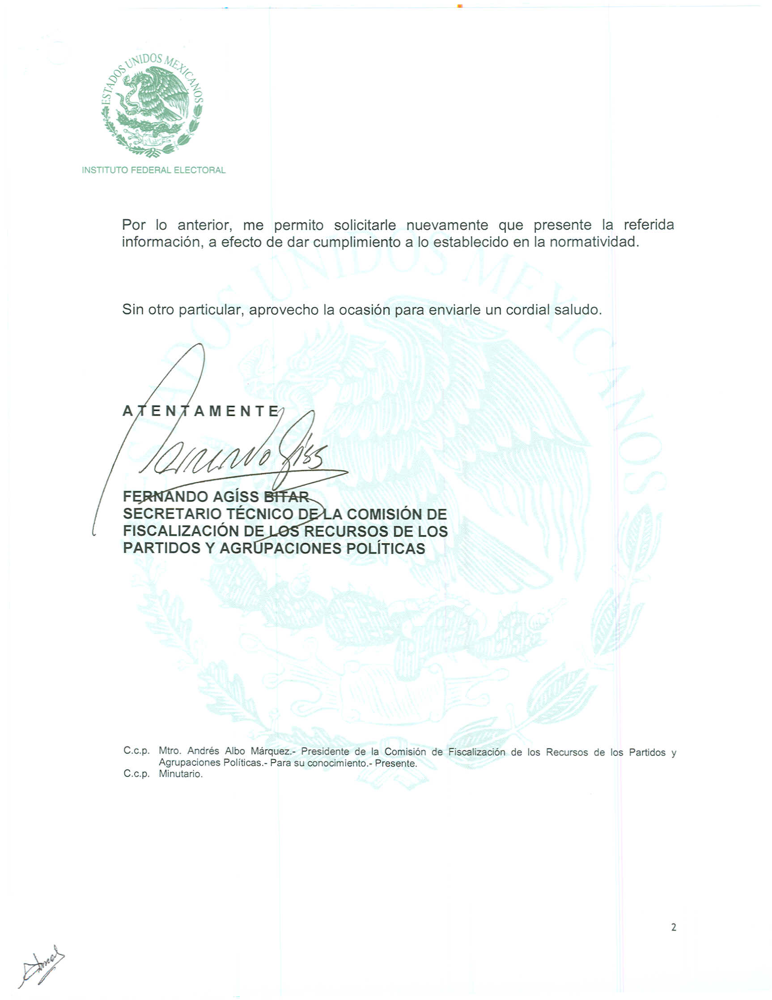 ESTADOS UNIDOS MEXICANOS
INSTITUTO FEDERAL ELECTORAL
Por lo anterior, me permito solicitarle nuevamente que presente la referida
información, a efecto de dar cumplimiento a lo establecido en la normatividad.
Sin otro particular, aprovecho la ocasión para enviarle un cordial saludo.
A T E N T A M E N T E
Fernando Agíss
FERNANDO AGÍSS BITAR
SECRETARIO TÉCNICO DE LA COMISIÓN DE
FISCALIZACIÓN DE LOS RECURSOS DE LOS
PARTIDOS Y AGRUPACIONES POLÍTICAS
C.c.p. Mtro. Andrés Albo Márquez.- Presidente de la Comisión de Fiscalización de los Recursos de los Partidos y
Agrupaciones Políticas.- Para su conocimiento.- Presente.
C.c.p. Minutario.
2